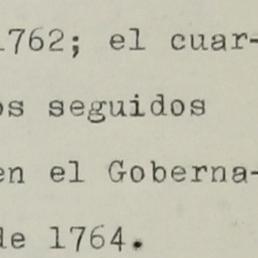 1762; el cuar-
os seguidos
en el Goberna-
de 1764.